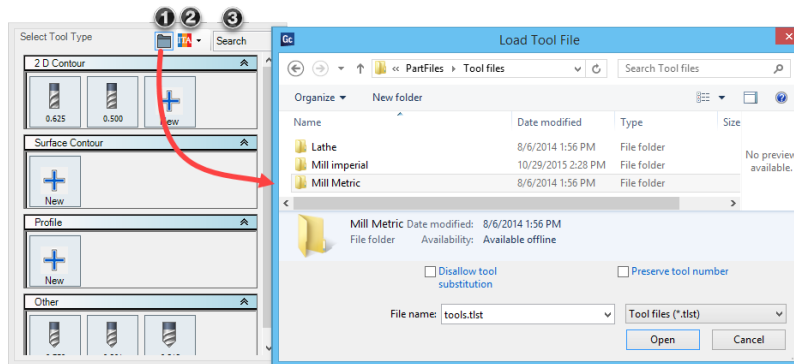 1 2 3
Select Tool Type
Search
2 D Contour
0.625 0.500 New
Surface Contour
New
Profile
New
Other
Gc Load Tool File
« PartFiles Tool files
Search Tool files
Organize New folder
Name Date modified Type Size
Lathe 8/6/2014 1:56 PM File folder
Mill imperial 10/29/2015 2:28 PM File folder
Mill Metric 8/6/2014 1:56 PM File folder
No preview
available.
Mill Metric Date modified: 8/6/2014 1:56 PM
File folder Availability: Available offline
Disallow tool
substitution
Preserve tool number
File name: tools.tlst Tool files (*.tlst)
Open Cancel